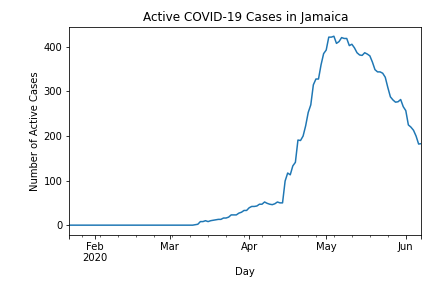 Active COVID-19 Cases in Jamaica
Number of Active Cases
400
300
200
100
0
Feb
2020
Mar
Apr
May
Jun
Day